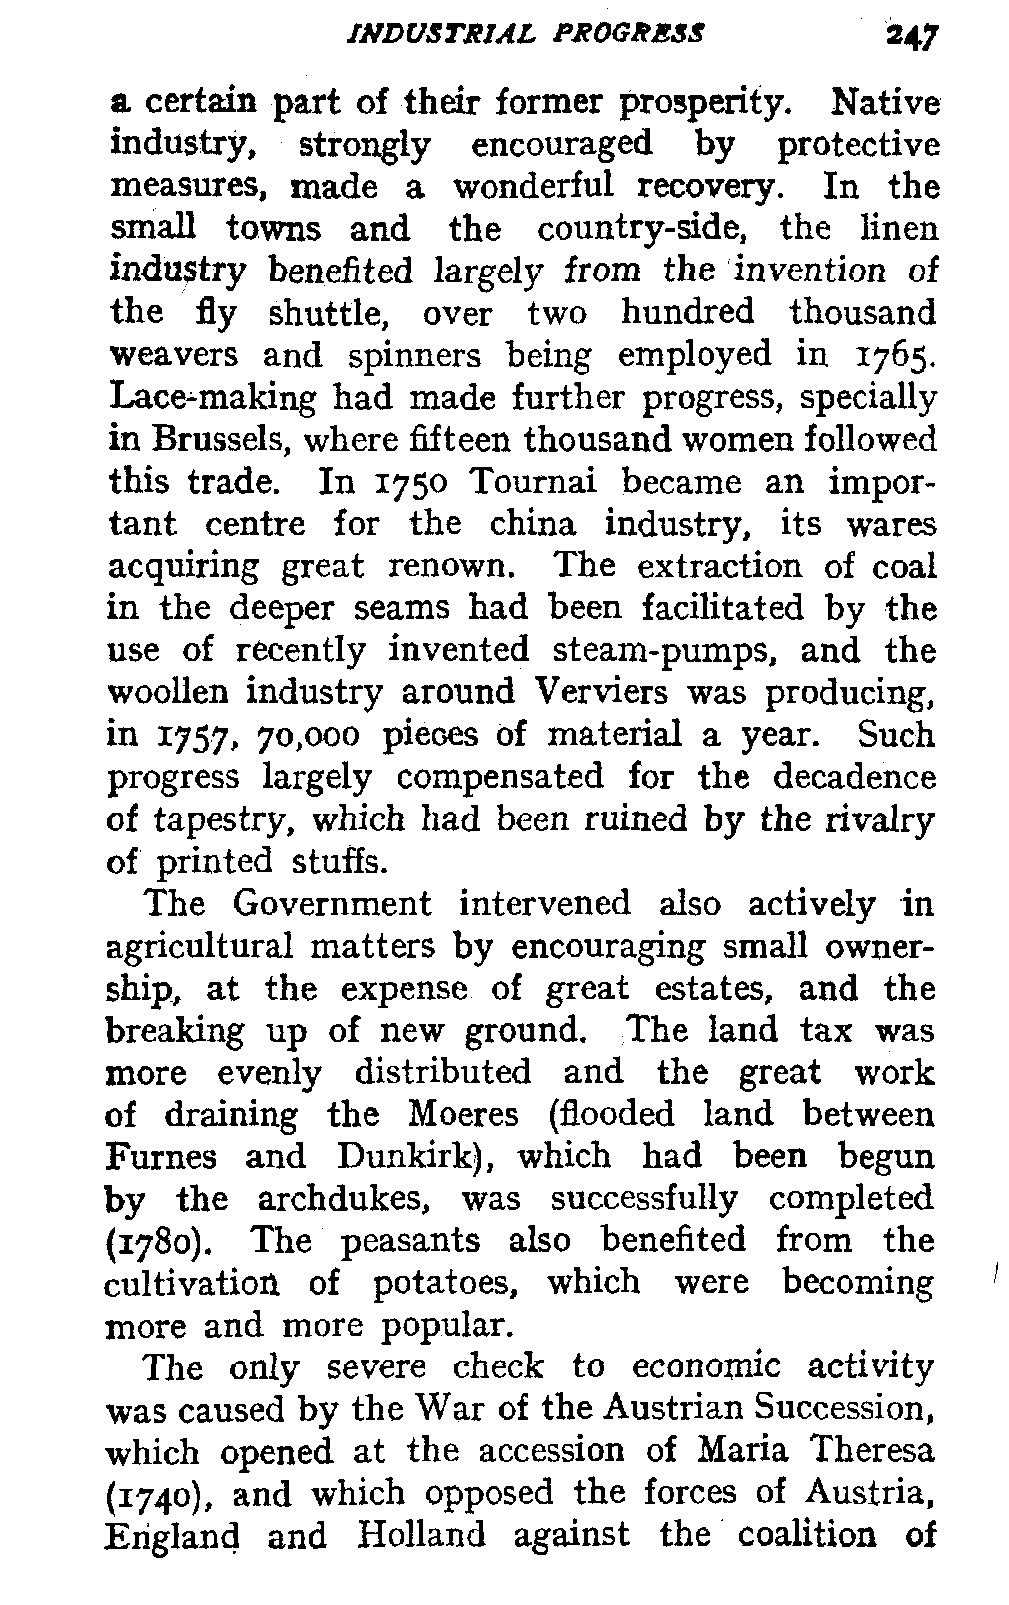 INDUSTRIAL PROGRESS 247
a certain part of their former prosperity. Native
industry, strongly encouraged by protective
measures, made a wonderful recovery. In the
small towns and the country-side, the linen
industry benefited largely from the invention of
the fly shuttle, over two hundred thousand
weavers and spinners being employed in 1765.
Lace-making had made further progress, specially
in Brussels, where fifteen thousand women followed
this trade. In 1750 Tournai became an impor-
tant centre for the china industry, its wares
acquiring great renown. The extraction of coal
in the deeper seams had been facilitated by the
use of recently invented steam-pumps, and the
woollen industry around Verviers was producing,
in 1757, 70,000 pieces of material a year. Such
progress largely compensated for the decadence
of tapestry, which had been ruined by the rivalry
of printed stuffs.
The Government intervened also actively in
agricultural matters by encouraging small owner-
ship, at the expense of great estates, and the
breaking up of new ground. The land tax was
more evenly distributed and the great work
of draining the Moeres (flooded land between
Furnes and Dunkirk), which had been begun
by the archdukes, was successfully completed
(1780). The peasants also benefited from the
cultivation of potatoes, which were becoming
more and more popular.
The only severe check to economic activity
was caused by the War of the Austrian Succession,
which opened at the accession of Maria Theresa
(1740), and which opposed the forces of Austria,
England and Holland against the coalition of